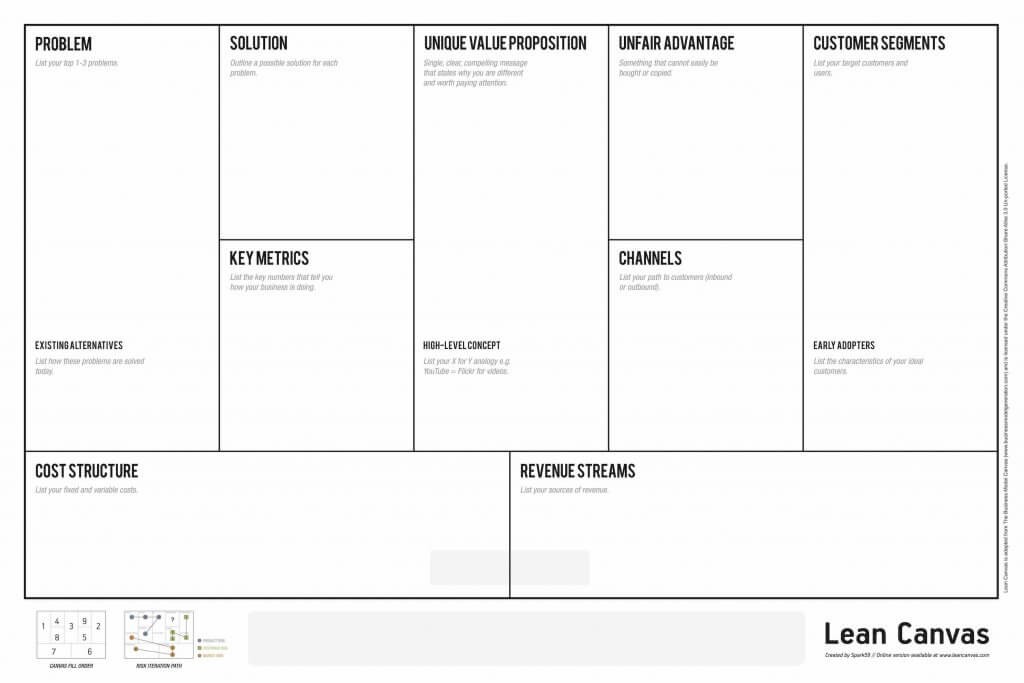 PROBLEM
List your top 1-3 problems.
EXISTING ALTERNATIVES
List how these problems are solved
today.
SOLUTION
Outline a possible solution for each
problem.
KEY METRICS
List the key numbers that tell you
how your business is doing.
UNIQUE VALUE PROPOSITION
Single, clear, compelling message
that states why you are different
and worth paying attention.
HIGH-LEVEL CONCEPT
List your X for Y analogy e.g.
YouTube = Flickr for videos.
UNFAIR ADVANTAGE
Something that cannot easily be
bought or copied.
CHANNELS
List your path to customers (inbound
or outbound).
CUSTOMER SEGMENTS
List your target customers and
users.
EARLY ADOPTERS
List the characteristics of your ideal
customers.
COST STRUCTURE
List your fixed and variable costs.
REVENUE STREAMS
List your sources of revenue.
Lean Canvas is adapted from The Business Model Canvas (www.businessmodelgeneration.com) and is licensed under the Creative Commons Attribution-Share Alike 3.0 Un-ported License.
1 4 3 9 2
8 5
7 6
CANVAS FILL ORDER
?
RISK ITERATION PATH
Lean Canvas
Created by Spark59 // Online version available at www.leancanvas.com